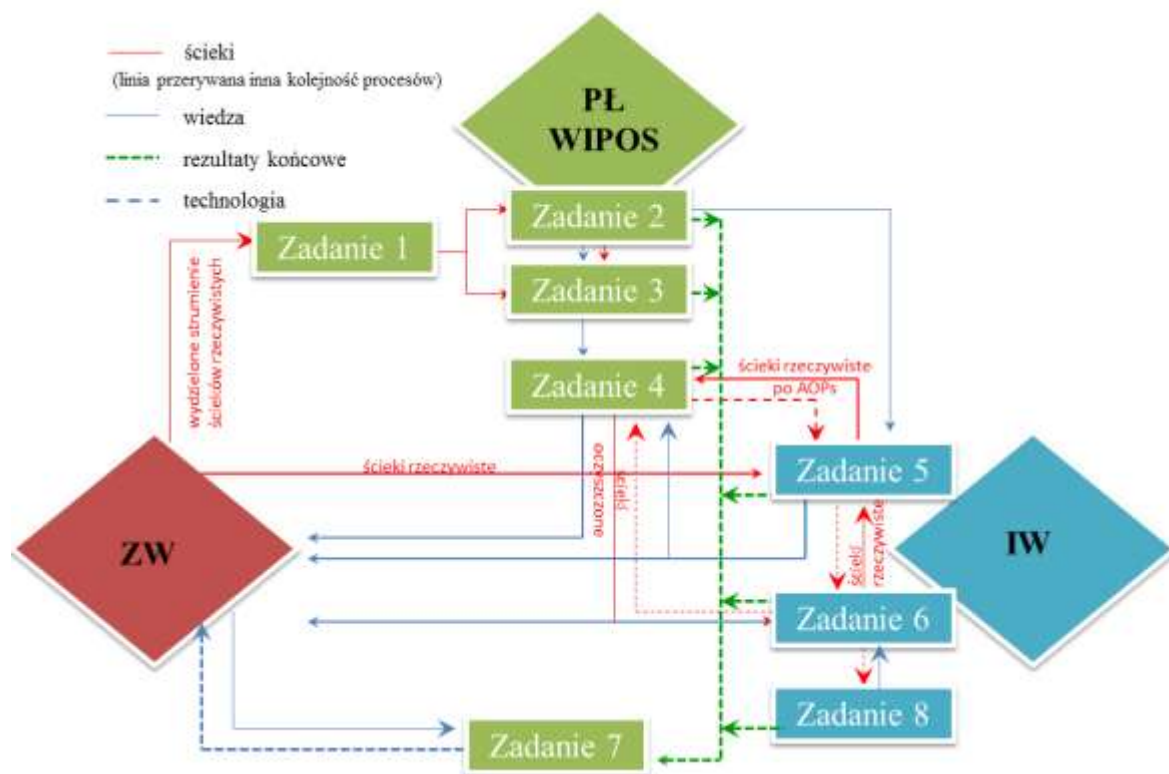 ścieki
(linia przerywana inna kolejność procesów)
wiedza
rezultaty końcowe
technologia
PŁ
WIPOS
Zadanie 1
Zadanie 2
Zadanie 3
Zadanie 4
wydzielone strumienie
ścieków rzeczywistych
ścieki rzeczywiste
po AOPs
ścieki rzeczywiste
ścieki
oczyszczone
Zadanie 5
ścieki
rzeczywiste
ZW
IW
Zadanie 6
Zadanie 8
Zadanie 7